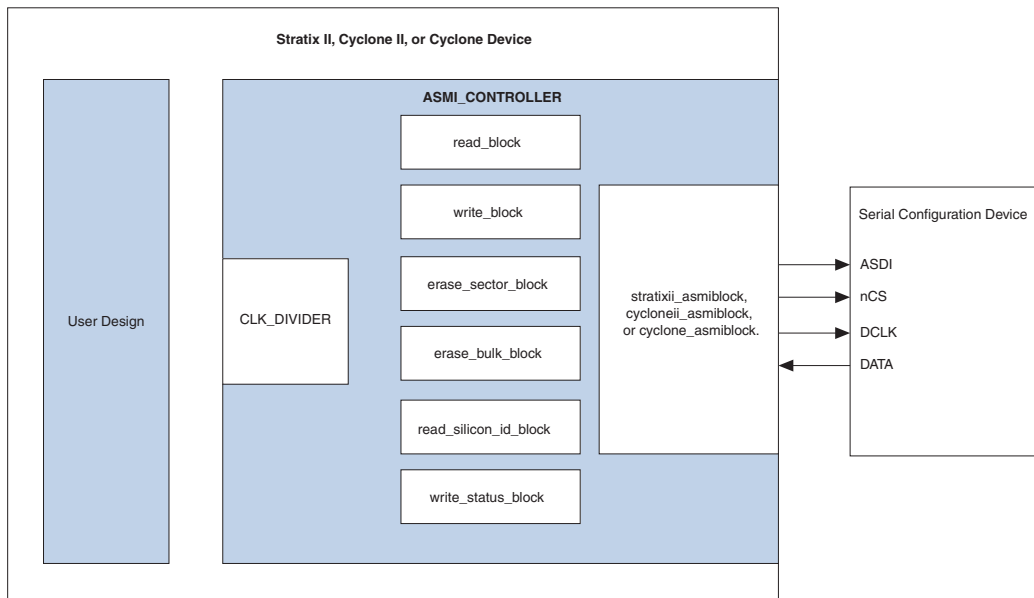 Stratix II, Cyclone II, or Cyclone Device
ASMI_CONTROLLER
read_block
write_block
erase_sector_block
erase_bulk_block
read_silicon_id_block
write_status_block
User Design
CLK_DIVIDER
stratixii_asmiblock,
cycloneii_asmiblock,
or cyclone_asmiblock.
Serial Configuration Device
ASDI
nCS
DCLK
DATA